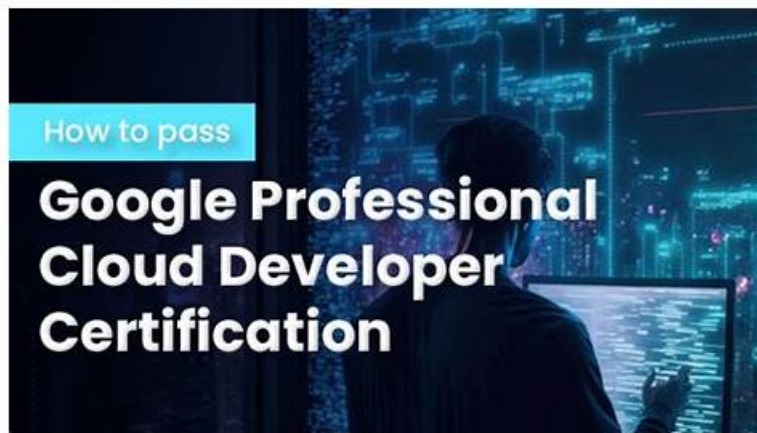 How to pass
Google Professional
Cloud Developer
Certification